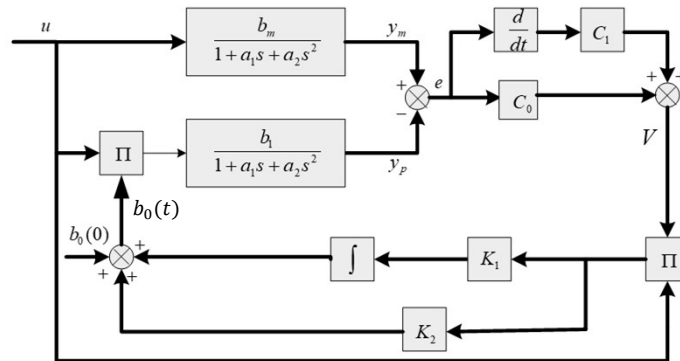 u
b_m
1 + a_1 s + a_2 s^2
y_m
+
−
e
d
dt
C_1
C_0
+ +
V
Π
b_1
1 + a_1 s + a_2 s^2
y_p
b_0(t)
b_0(0)
+
+
+
∫
K_1
Π
K_2